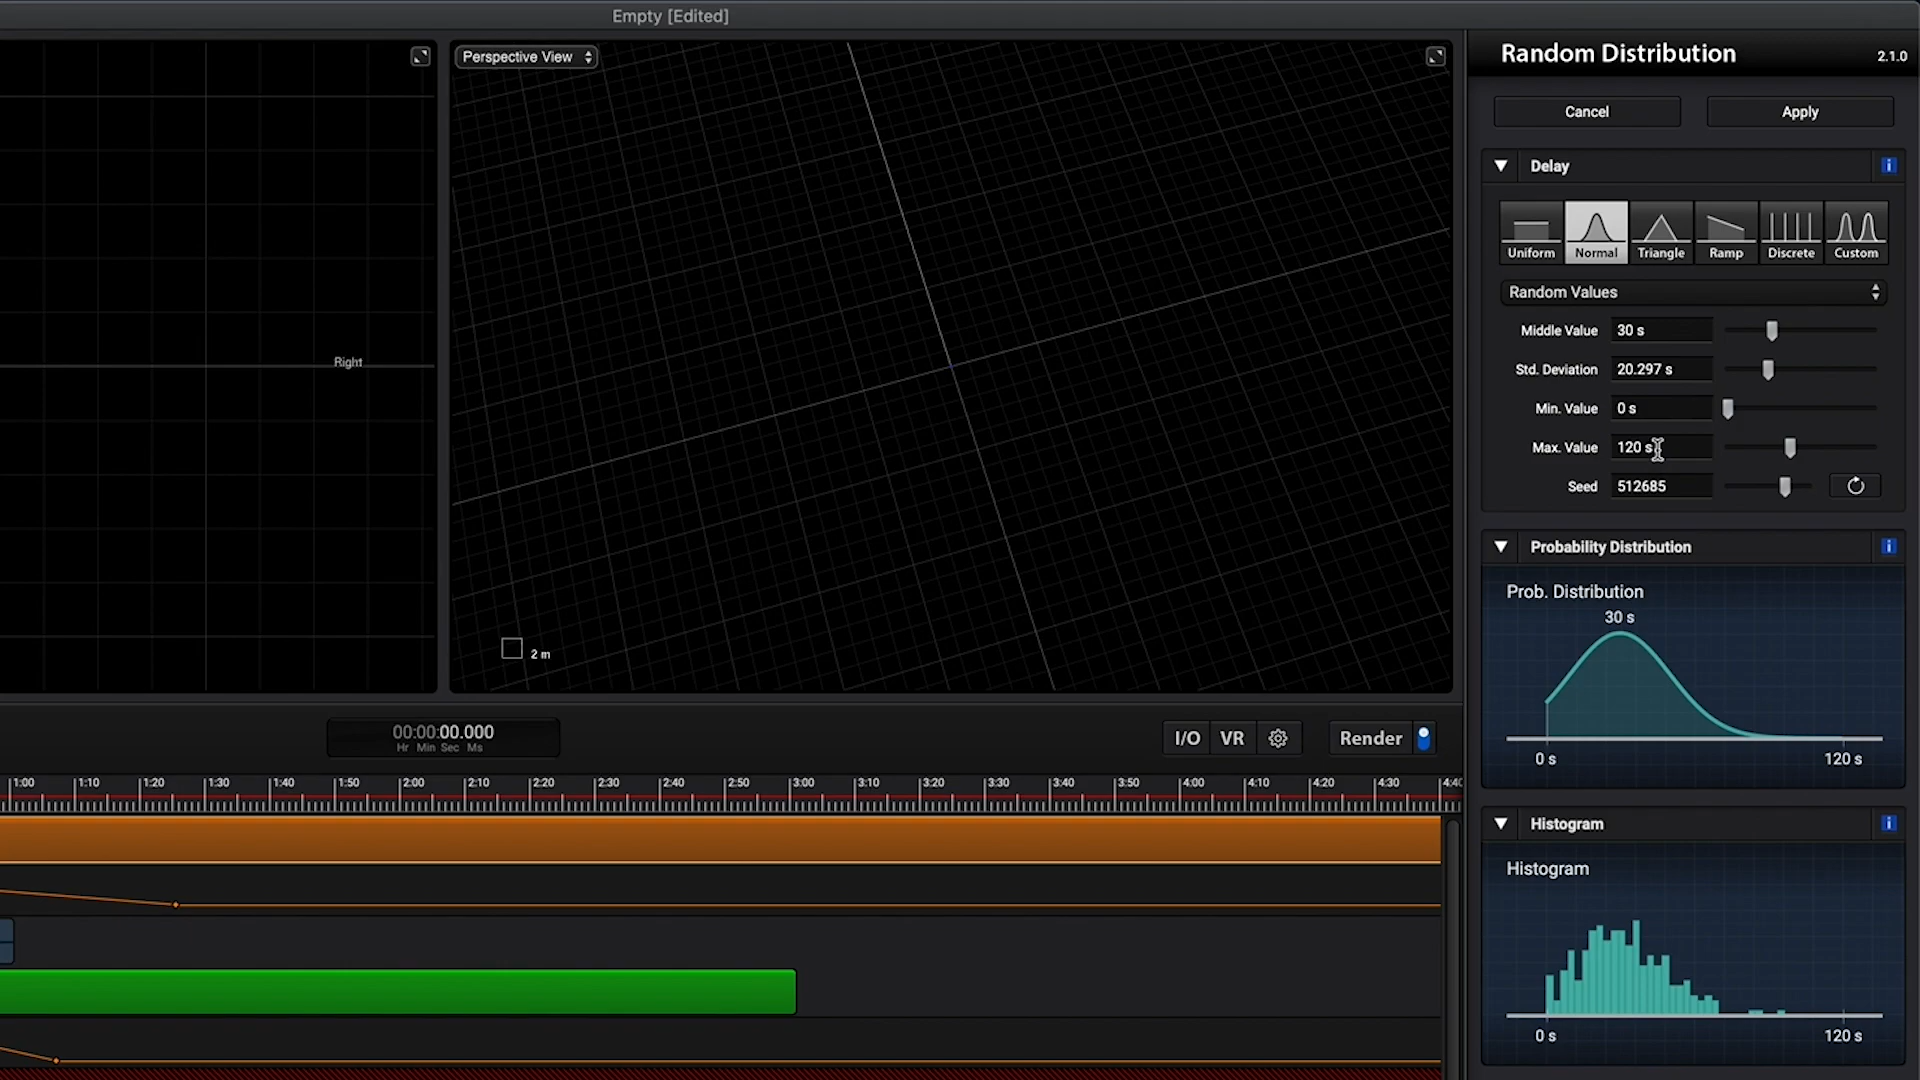 Empty [Edited]
Perspective View
Right
2 m
00:00:00.000
Hr Min Sec Ms
I/O
VR
Render
1:00 1:10 1:20 1:30 1:40 1:50 2:00 2:10 2:20 2:30 2:40 2:50 3:00 3:10 3:20 3:30 3:40 3:50 4:00 4:10 4:20 4:30 4:40
Random Distribution
2.1.0
Cancel
Apply
Delay
i
Uniform
Normal
Triangle
Ramp
Discrete
Custom
Random Values
Middle Value 30 s
Std. Deviation 20.297 s
Min. Value 0 s
Max. Value 120 s
Seed 512685
Probability Distribution
i
Prob. Distribution
30 s
0 s
120 s
Histogram
i
Histogram
0 s
120 s